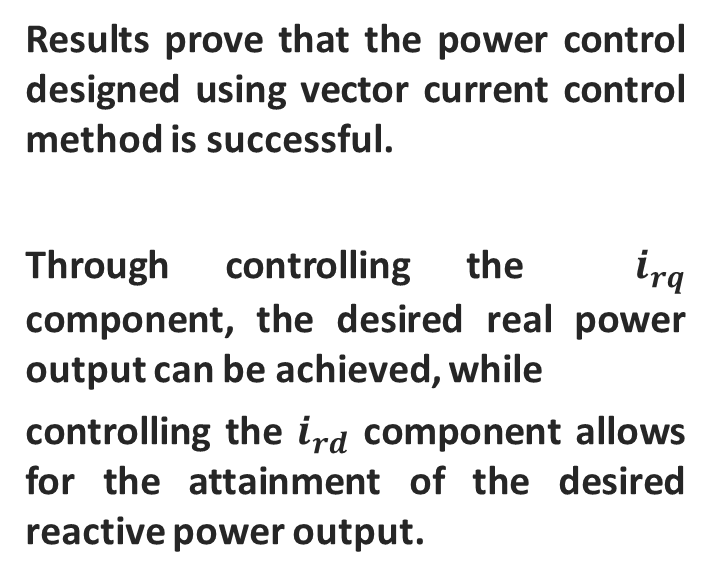 Results prove that the power control
designed using vector current control
method is successful.
Through controlling the $i_{rq}$
component, the desired real power
output can be achieved, while
controlling the $i_{rd}$ component allows
for the attainment of the desired
reactive power output.